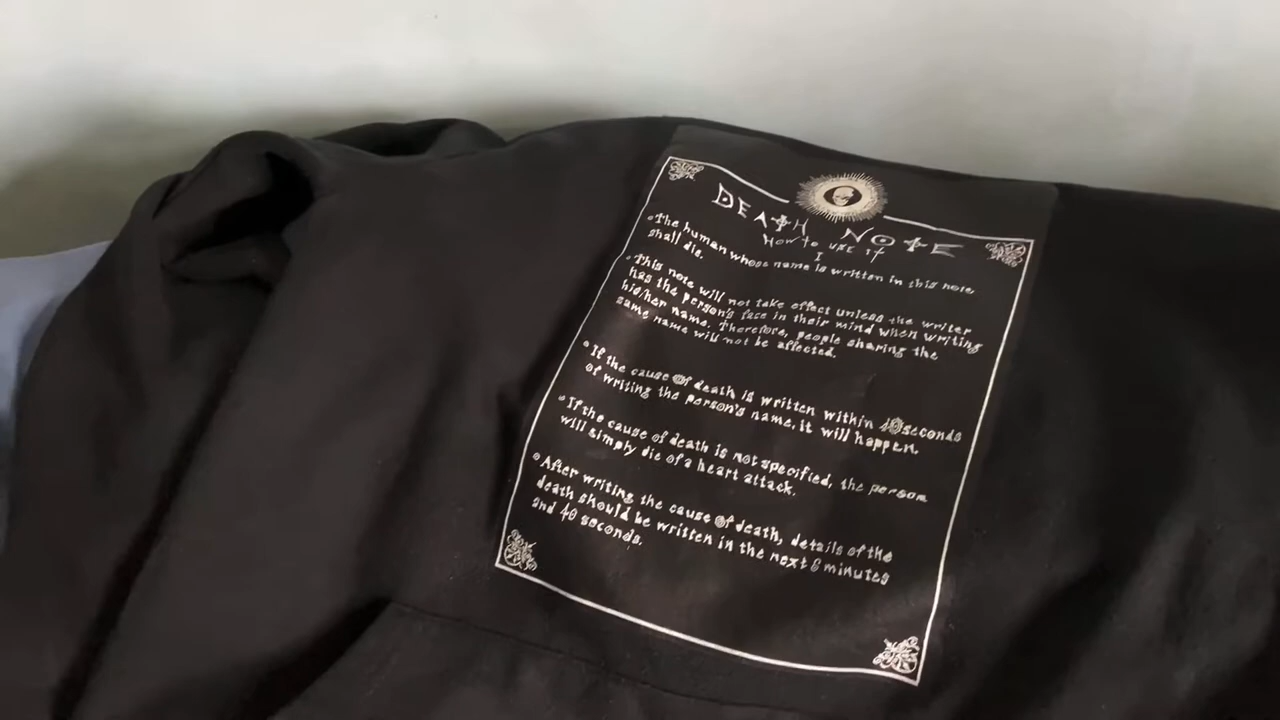 DEATH NOTE
How to use it
I
The human whose name is written in this note
shall die.
This note will not take effect unless the writer
has the person's face in their mind when writing
his/her name. Therefore, people sharing the
same name will not be affected.
If the cause of death is written within 40seconds
of writing the person's name, it will happen.
If the cause of death is not specified, the person
will simply die of a heart attack.
After writing the cause of death, details of the
death should be written in the next 6 minutes
and 40 seconds.